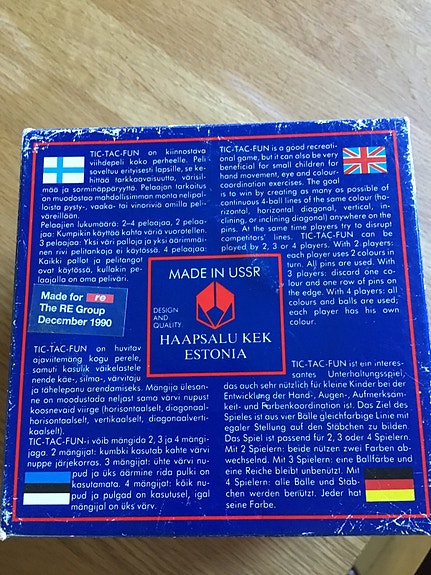 TIC-TAC-FUN on kiinnostava
viihdepeli koko perheelle. Peli
soveltuu erityisesti lapsille, se ke-
hittää tarkkaavaisuutta, värisil-
mää ja sorminäppäryyttä. Pelaajan tarkoitus
on muodostaa mahdollisimman monta nelipal-
loista pysty-, vaaka- tai vinoriviä amilla peli-
väreillään.
Pelaajien lukumäärä: 2–4 pelaajaa, 2 pelaa-
jaa: Kumpikin käyttää kahta väriä vuorotellen.
3 pelaajaa: Yksi väri palloja ja yksi äärimmäi-
nen rivi pelitankoja ei käytössä. 4 pelaajaa:
Kaikki pallot ja pelitangot
ovat käytössä, kullakin pe-
laajalla on oma pelivärl.
TIC-TAC-FUN is a good recreati-
onal game, but it can also be very
beneficial for small children for
hand movement, eye and colour-
coordination exercises. The goal
is to win by creating as many as possible of
continuous 4-ball lines of the same colour (ho-
rizontal, horizontal diagonal, vertical, in-
clining, or inclining diagonal) anywhere on the
pins. At the same time players try to disrupt
competitors' lines. TIC-TAC-FUN can be
played by 2, 3 or 4 players. With 2 players:
each player uses 2 colours in
turn. All pins are used. With
3 players: discard one co-
lour and one row of pins on
the edge. With 4 players: all
colours and balls are used;
each player has his own
colour.
Made for re
The RE Group
December 1990
MADE IN USSR
DESIGN
AND
QUALITY
HAAPSALU KEK
ESTONIA
TIC-TAC-FUN on huvitav
ajaviitemäng kogu perele,
samuti kasulik väikelastele
nende käe-, silma-, värvitaju
ja tähelepanu arendamiseks. Mängija ülesan-
ne on moodustada neljast sama värvi nupust
koosnevaid viirge (horisontaalselt, diagonaal-
horisontaalselt, vertikaalselt, diagonaalverti-
kaalselt).
TIC-TAC-FUN-i võib mängida 2, 3 ja 4 mängi-
jaga. 2 mängijat: kumbki kasutab kahte värvi
nuppe järjekorras. 3 mängijat: ühte värvi nu-
pud ja üks äärmine rida pulki on
kasutamata. 4 mängijat: kõik nu-
pud ja pulgad on kasutusel, igal
mängijal on üks värv.
TIC-TAC-FUN ist ein interes-
santes Unterhaltungsspiel,
das auch sehr nützlich für kleine Kinder bei der
Entwicklung der Hand-, Augen-, Aufmerksam-
keit- und Farbenkoordination ist. Das Ziel des
Spieles ist aus vier Bälle gleichfarbige Linie mit
egaler Stellung auf den Stäbchen zu bilden.
Das Spiel ist passend für 2, 3 oder 4 Spielern.
Mit 2 Spielern: beide nützen zwei Farben ab-
wechselnd. Mit 3 Spielern: eine Ballfarbe und
eine Reiche bleibt unbenützt. Mit
4 Spielern: alle Bälle und Stäb-
chen werden beriützt. Jeder hat
seine Farbe.